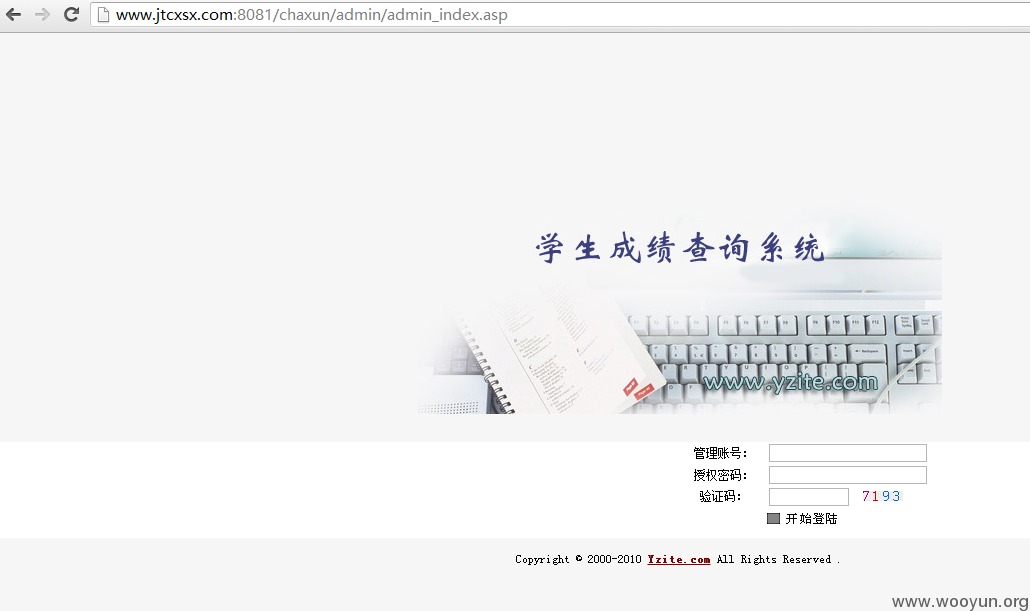 www.jtcxsx.com:8081/chaxun/admin/admin_index.asp
学生成绩查询系统
www.yzite.com
管理账号：
授权密码：
验证码： 7193
开始登陆
Copyright © 2000-2010 Yzite.com All Rights Reserved .
www.wooyun.org